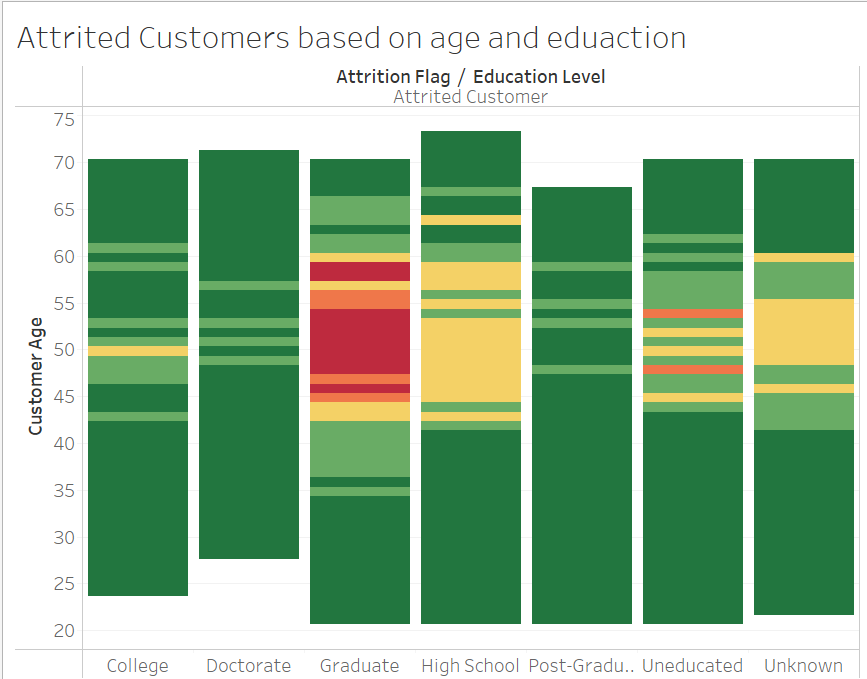 Attrited Customers based on age and eduaction
Attrition Flag / Education Level
Attrited Customer
75
70
65
60
55
50
45
40
35
30
25
20
Customer Age
College Doctorate Graduate High School Post-Gradu.. Uneducated Unknown